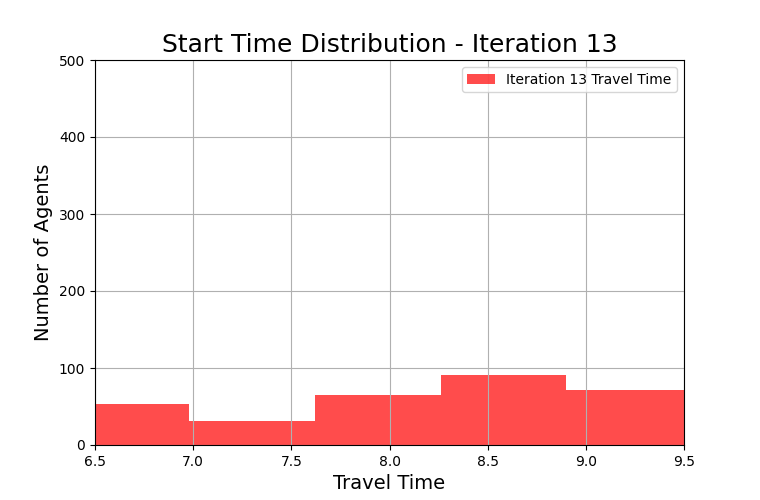 Start Time Distribution - Iteration 13
500
400
300
200
100
0
Number of Agents
Iteration 13 Travel Time
6.5 7.0 7.5 8.0 8.5 9.0 9.5
Travel Time